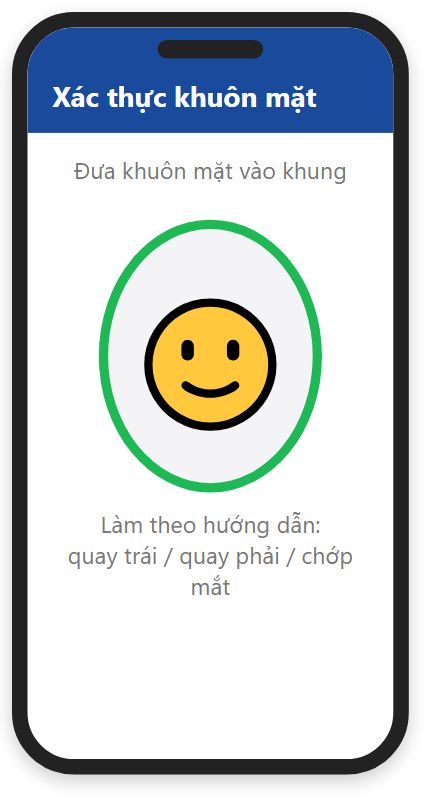 Xác thực khuôn mặt
Đưa khuôn mặt vào khung
Làm theo hướng dẫn:
quay trái / quay phải / chớp
mắt